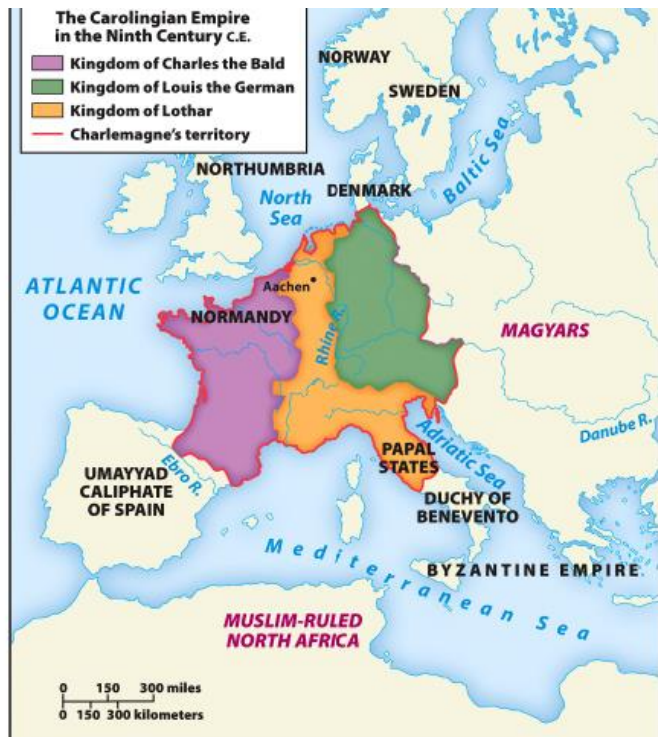 The Carolingian Empire
in the Ninth Century C.E.
Kingdom of Charles the Bald
Kingdom of Louis the German
Kingdom of Lothar
Charlemagne's territory
NORWAY
SWEDEN
NORTHUMBRIA
Baltic Sea
DENMARK
North
Sea
ATLANTIC
OCEAN
Aachen
NORMANDY
Rhine R.
MAGYARS
Danube R.
Adriatic Sea
PAPAL
STATES
Ebro R.
UMAYYAD
CALIPHATE
OF SPAIN
DUCHY OF
BENEVENTO
Mediterranean Sea
BYZANTINE EMPIRE
MUSLIM-RULED
NORTH AFRICA
0 150 300 miles
0 150 300 kilometers